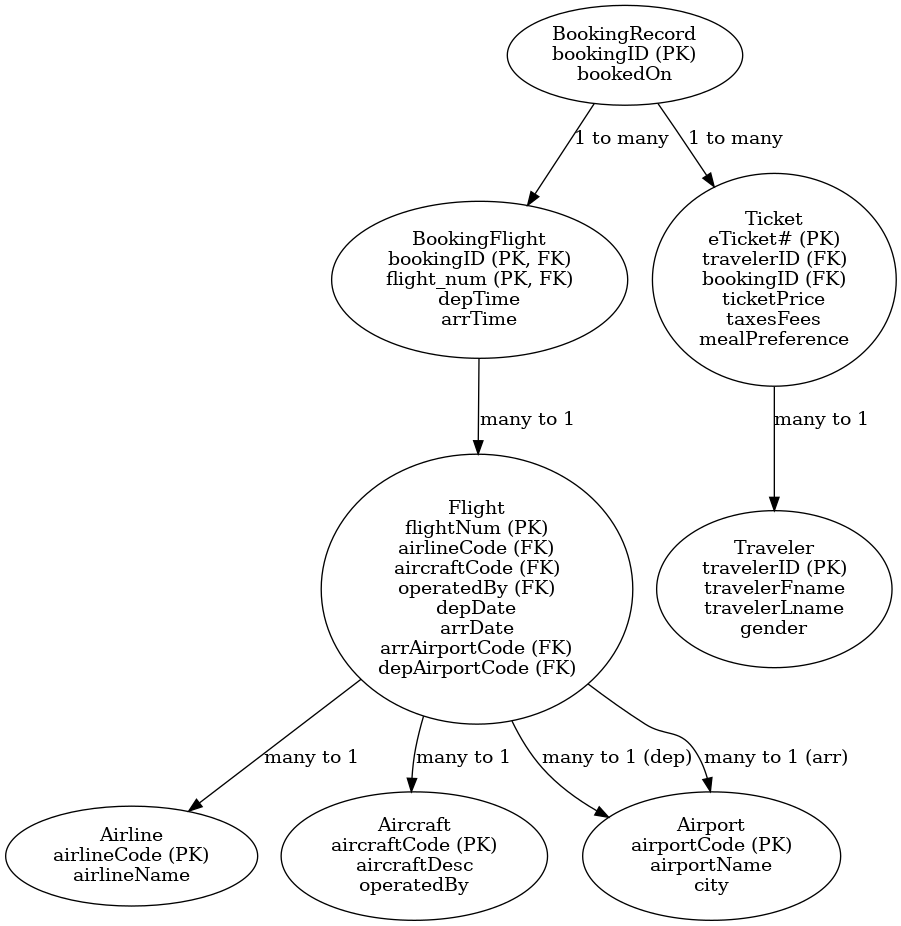 BookingRecord
bookingID (PK)
bookedOn
1 to many
1 to many
BookingFlight
bookingID (PK, FK)
flight_num (PK, FK)
depTime
arrTime
Ticket
eTicket# (PK)
travelerID (FK)
bookingID (FK)
ticketPrice
taxesFees
mealPreference
many to 1
many to 1
Flight
flightNum (PK)
airlineCode (FK)
aircraftCode (FK)
operatedBy (FK)
depDate
arrDate
arrAirportCode (FK)
depAirportCode (FK)
Traveler
travelerID (PK)
travelerFname
travelerLname
gender
many to 1
many to 1
many to 1 (dep)
many to 1 (arr)
Airline
airlineCode (PK)
airlineName
Aircraft
aircraftCode (PK)
aircraftDesc
operatedBy
Airport
airportCode (PK)
airportName
city